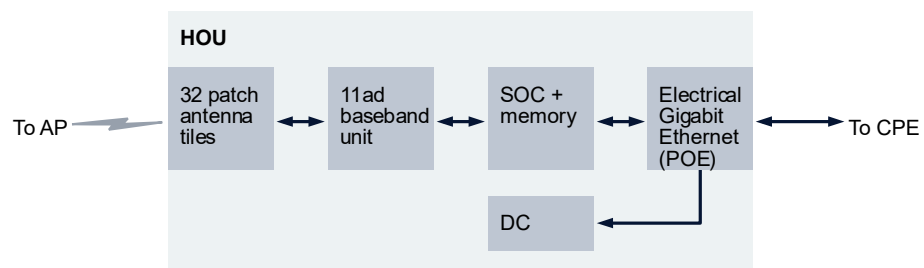 HOU
To AP
32 patch
antenna
tiles
11ad
baseband
unit
SOC +
memory
Electrical
Gigabit
Ethernet
(POE)
To CPE
DC